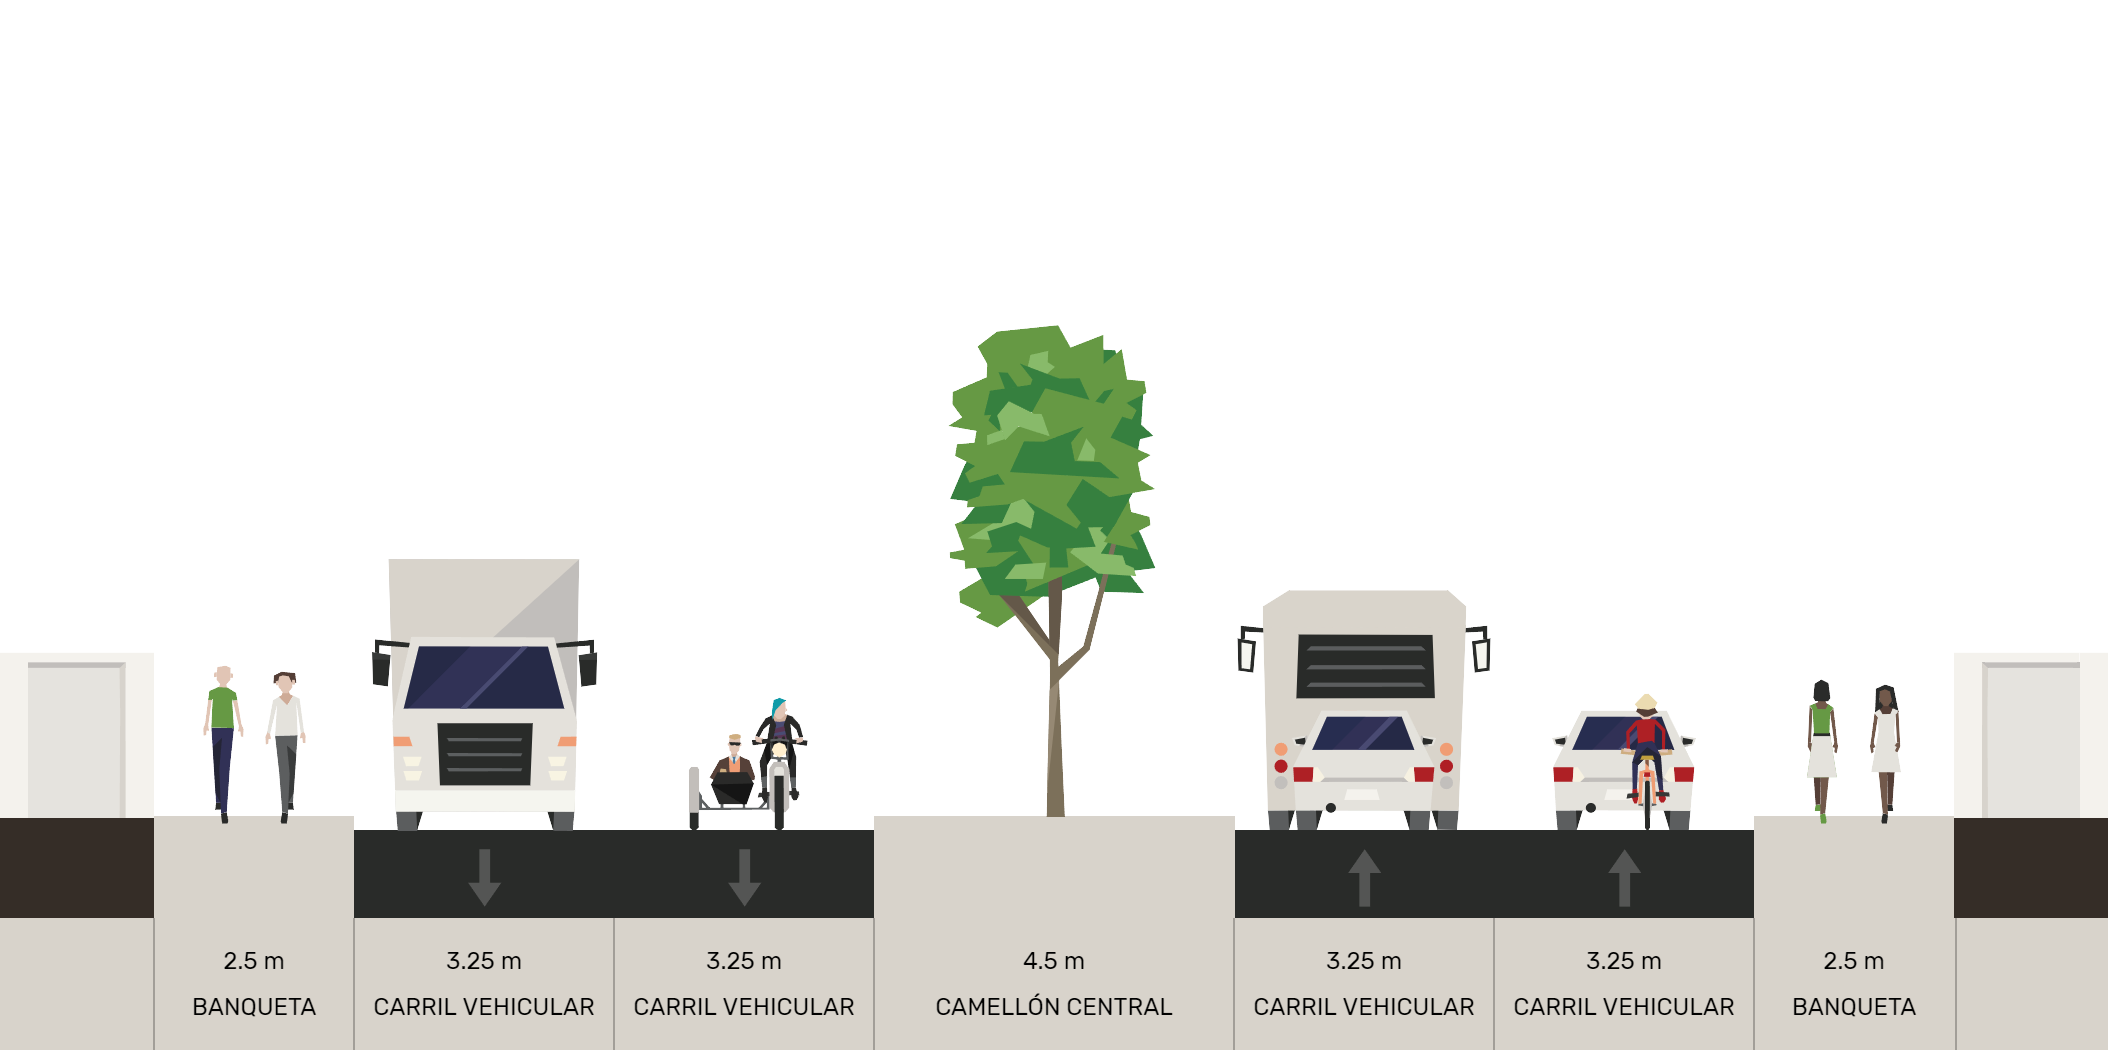 2.5 m
BANQUETA
3.25 m
CARRIL VEHICULAR
3.25 m
CARRIL VEHICULAR
4.5 m
CAMELLÓN CENTRAL
3.25 m
CARRIL VEHICULAR
3.25 m
CARRIL VEHICULAR
2.5 m
BANQUETA